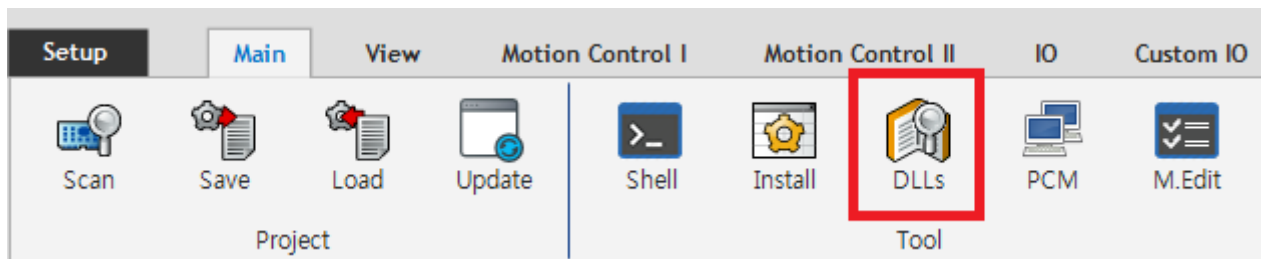 Setup Main View Motion Control I Motion Control II IO Custom IO
Scan Save Load Update Shell Install DLLs PCM M.Edit
Project Tool